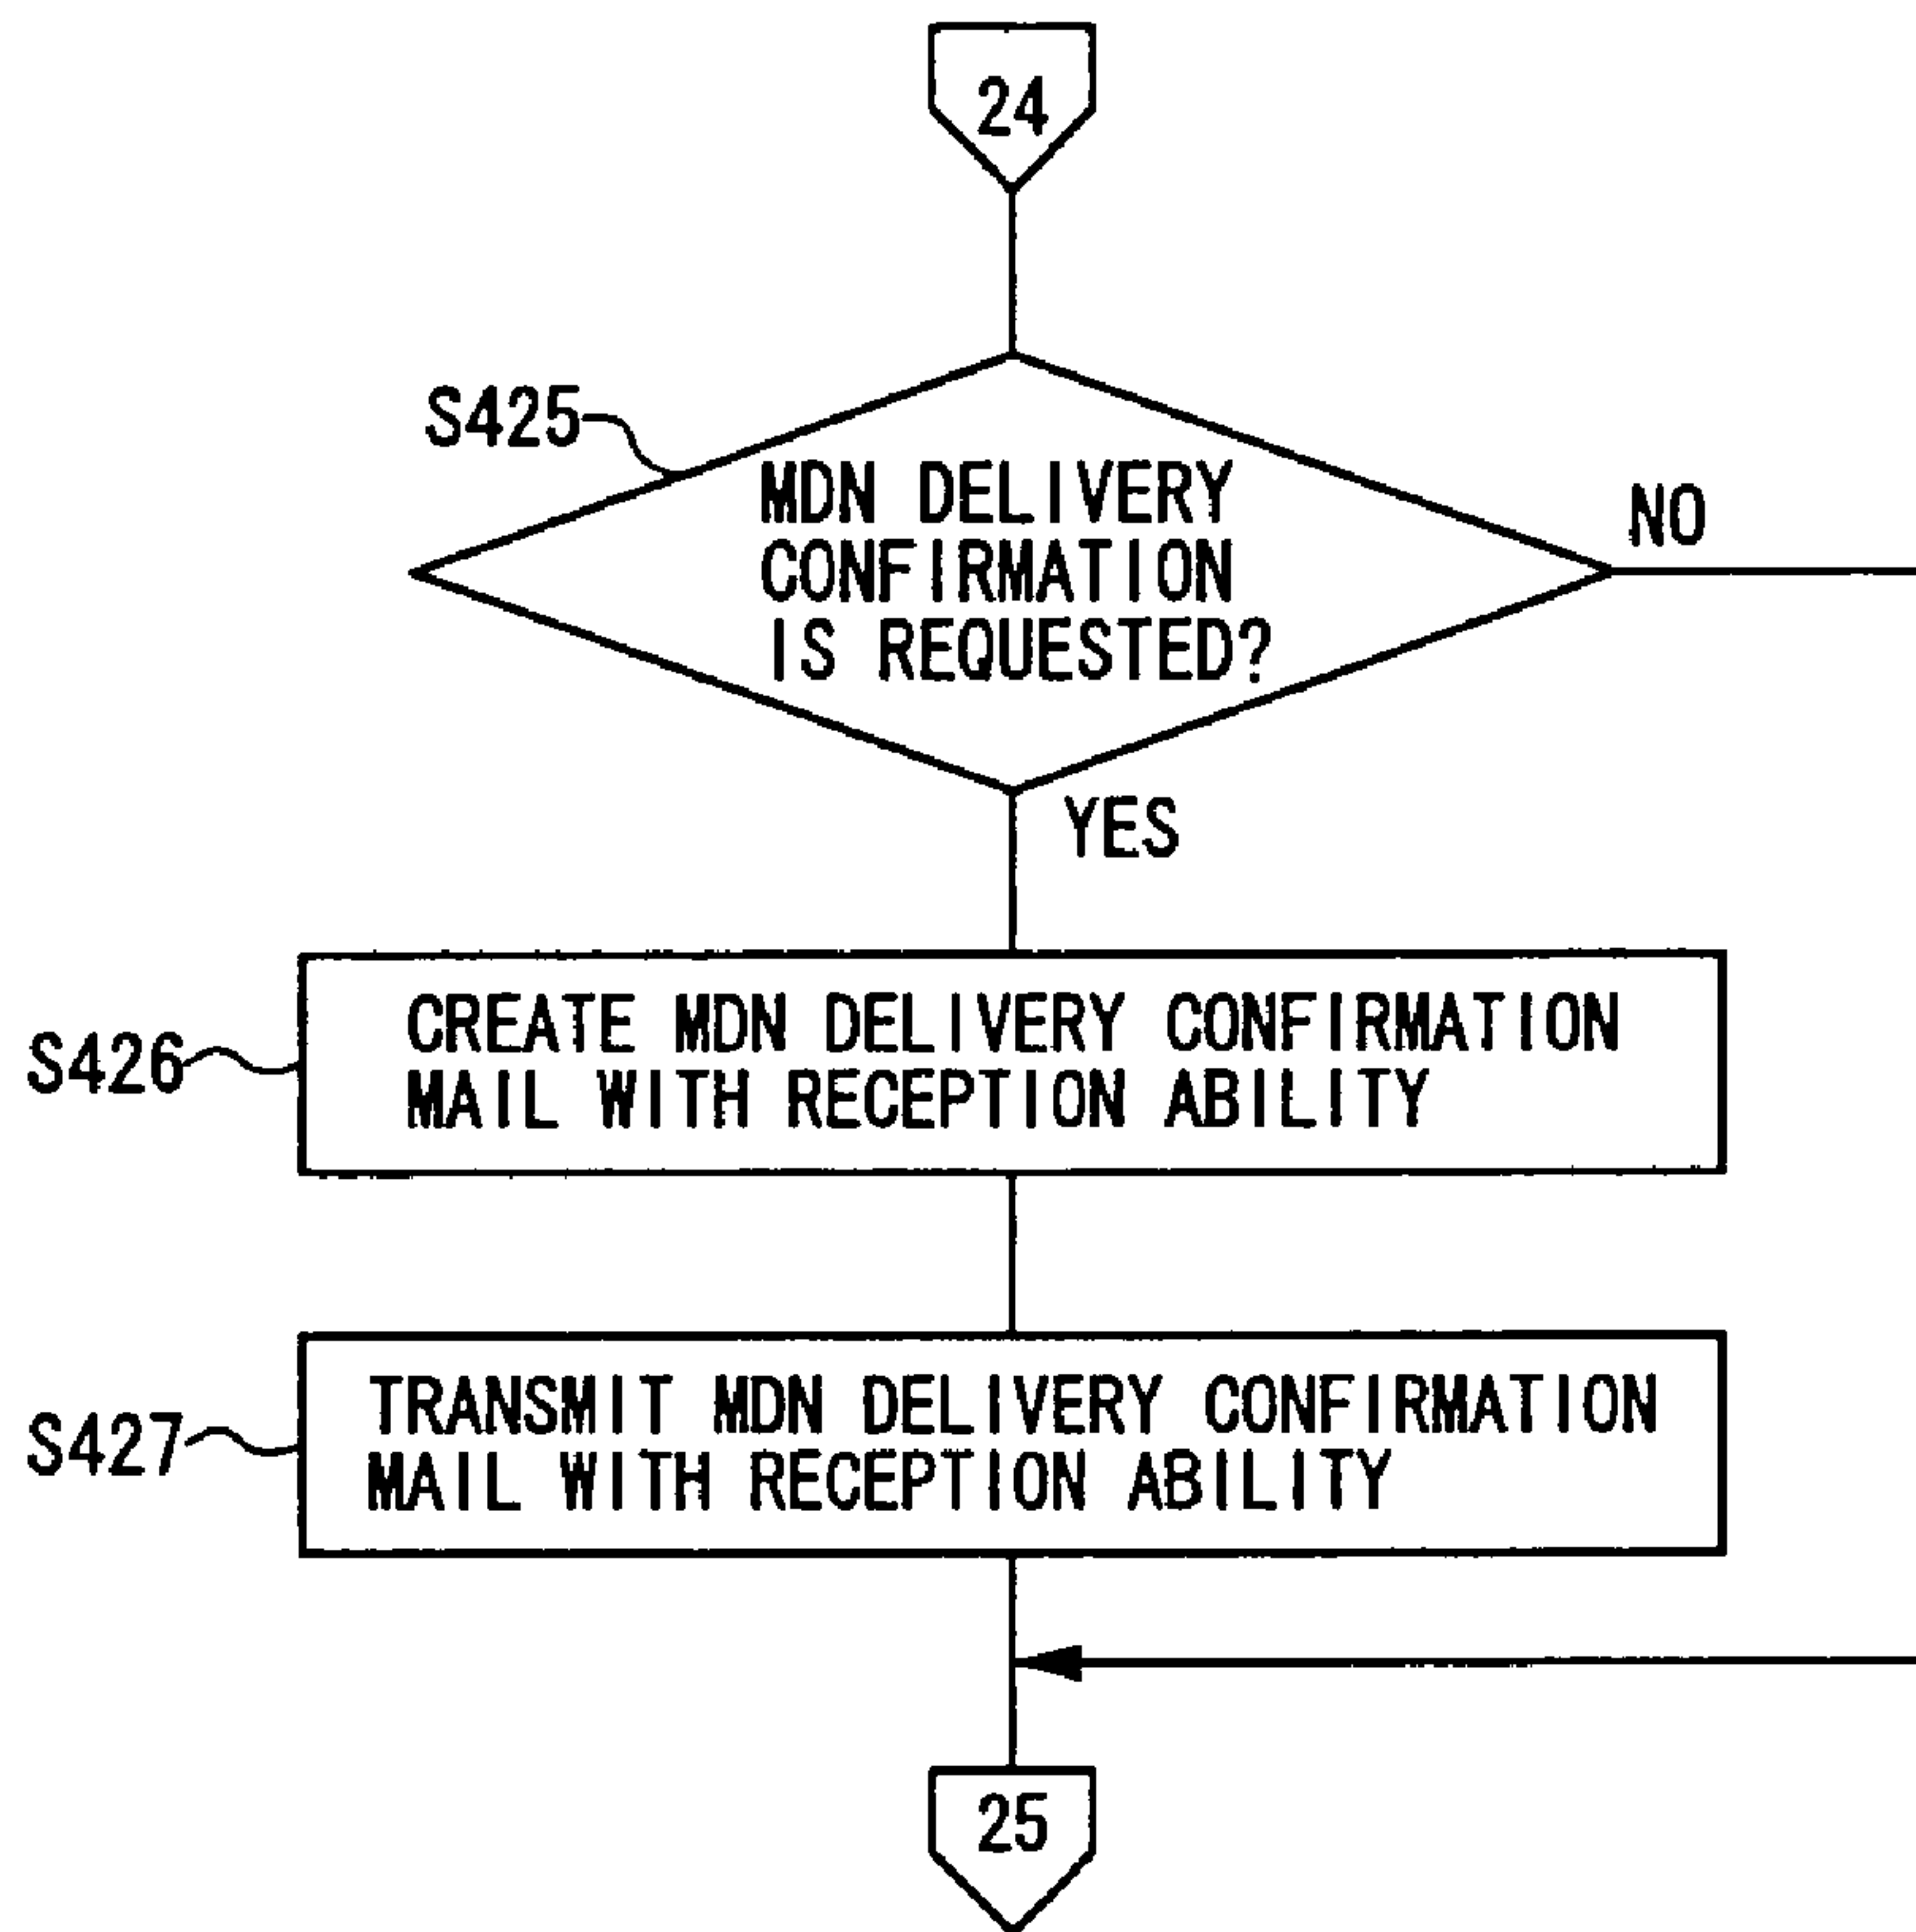 24
S425
MDN DELIVERY
CONFIRMATION
IS REQUESTED?
NO
YES
S426
CREATE MDN DELIVERY CONFIRMATION
MAIL WITH RECEPTION ABILITY
S427
TRANSMIT MDN DELIVERY CONFIRMATION
MAIL WITH RECEPTION ABILITY
25